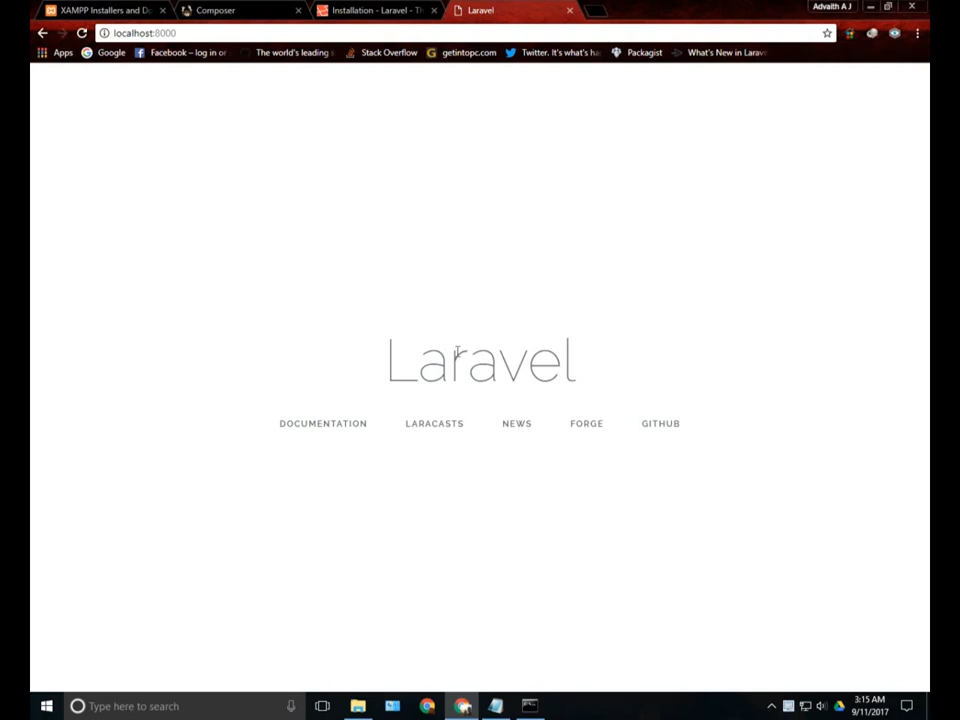 XAMPP Installers and Do
Composer
Installation - Laravel - Th
Laravel
Advaith A J
localhost:8000
Apps
Google
Facebook – log in or
The world's leading s
Stack Overflow
getintopc.com
Twitter. It's what's ha
Packagist
What's New in Larave
Laravel
DOCUMENTATION
LARACASTS
NEWS
FORGE
GITHUB
Type here to search
3:15 AM
9/11/2017